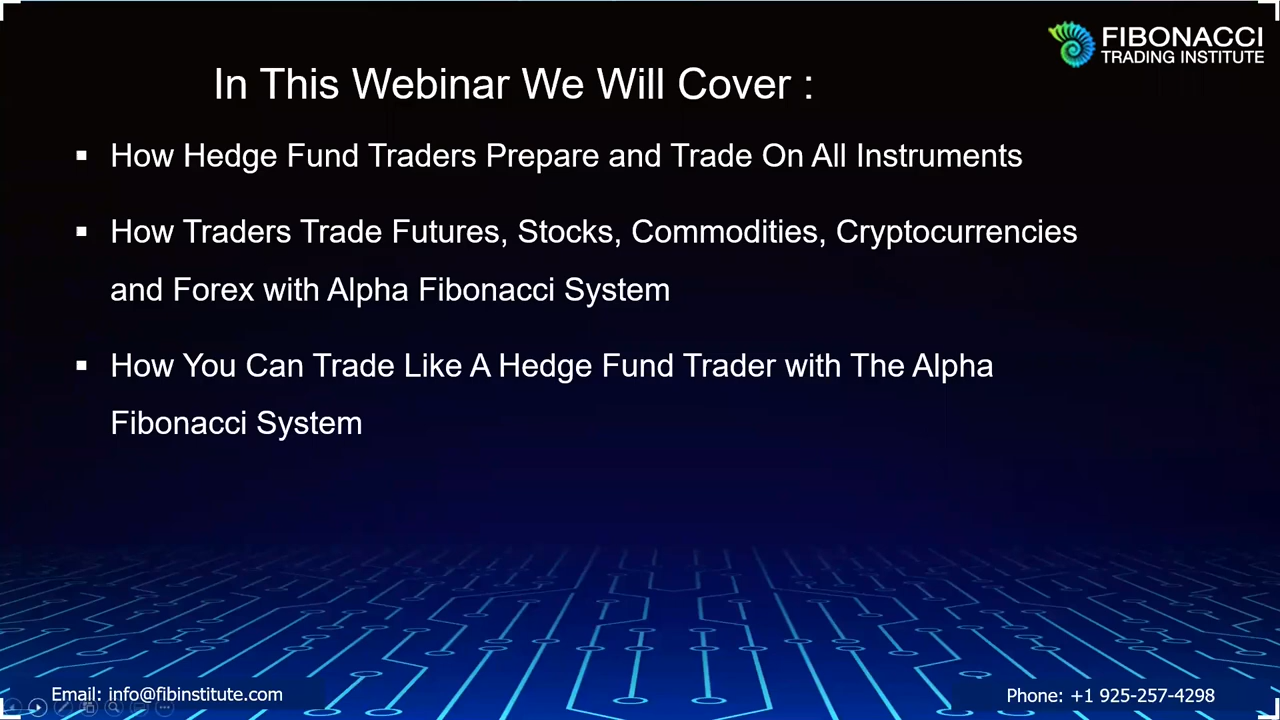 FIBONACCI
TRADING INSTITUTE
In This Webinar We Will Cover :
▪ How Hedge Fund Traders Prepare and Trade On All Instruments
▪ How Traders Trade Futures, Stocks, Commodities, Cryptocurrencies
and Forex with Alpha Fibonacci System
▪ How You Can Trade Like A Hedge Fund Trader with The Alpha
Fibonacci System
Email: info@fibinstitute.com
Phone: +1 925-257-4298